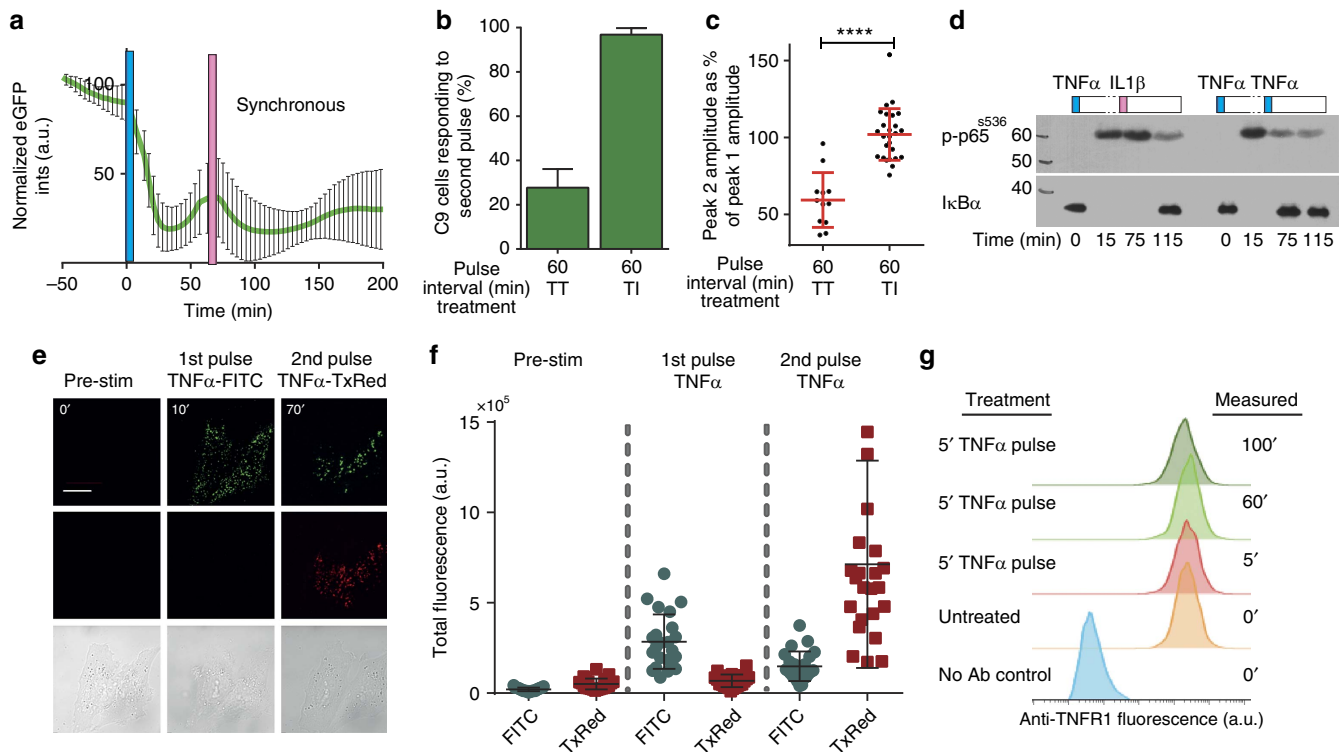 a
Normalized eGFP
ints (a.u.)
100
50
Synchronous
–50 0 50 100 150 200
Time (min)
b
C9 cells responding to
second pulse (%)
100
80
60
40
20
0
Pulse
interval (min)
treatment
60 60
TT TI
c
Peak 2 amplitude as %
of peak 1 amplitude
****
150
100
50
Pulse
interval (min)
treatment
60 60
TT TI
d
TNFα IL1β TNFα TNFα
p-p65s536
60
50
40
IκBα
Time (min) 0 15 75 115 0 15 75 115
e
Pre-stim
1st pulse
TNFα-FITC
2nd pulse
TNFα-TxRed
0′ 10′ 70′
f
Pre-stim
1st pulse
TNFα
2nd pulse
TNFα
×10⁵
Total fluorescence (a.u.)
15
10
5
0
FITC TxRed FITC TxRed FITC TxRed
g
Treatment Measured
5′ TNFα pulse 100′
5′ TNFα pulse 60′
5′ TNFα pulse 5′
Untreated 0′
No Ab control 0′
Anti-TNFR1 fluorescence (a.u.)